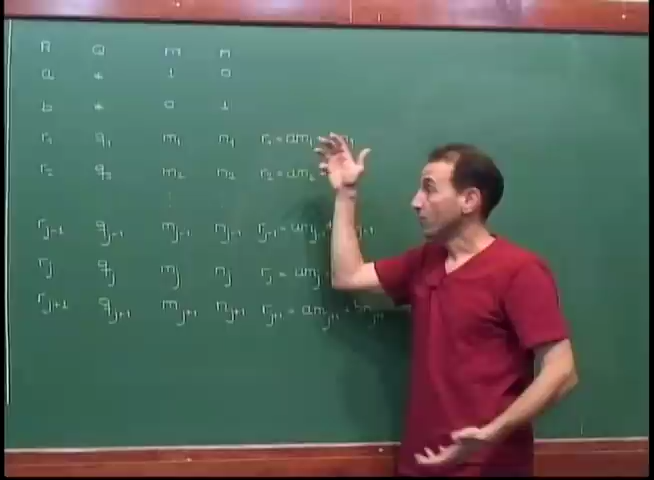 R Q m n
a * 1 0
b * 0 1
r₁ q₁ m₁ n₁ r₁ = am₁ n₁
r₂ q₂ m₂ n₂ r₂ = am₂
⋮
rⱼ₋₁ qⱼ₋₁ mⱼ₋₁ nⱼ₋₁ rⱼ₋₁ = amⱼ₋
rⱼ qⱼ mⱼ nⱼ rⱼ = amⱼ
rⱼ₊₁ qⱼ₊₁ mⱼ₊₁ nⱼ₊₁ rⱼ₊₁ = amⱼ₊₁ + bnⱼ₊₁